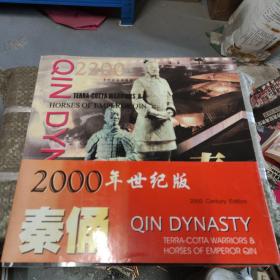 QIN DYN
2200
TERRA-COTTA WARRIORS &
HORSES OF EMPEROR QIN
2000年世纪版
2000 Century Edition
秦俑
QIN DYNASTY
TERRA-COTTA WARRIORS &
HORSES OF EMPEROR QIN